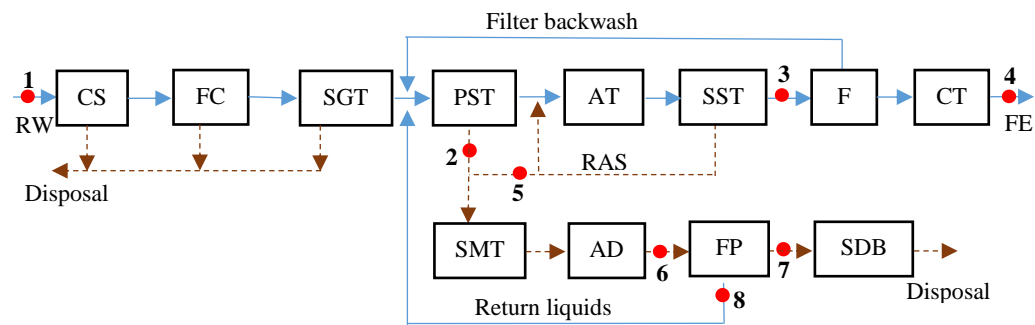 Filter backwash
1
3
4
CS
FC
SGT
PST
AT
SST
F
CT
RW
FE
2
RAS
5
Disposal
SMT
AD
FP
SDB
6
7
8
Disposal
Return liquids